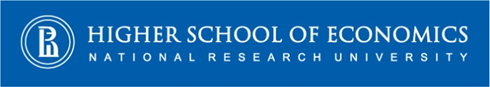 HIGHER SCHOOL OF ECONOMICS
NATIONAL RESEARCH UNIVERSITY